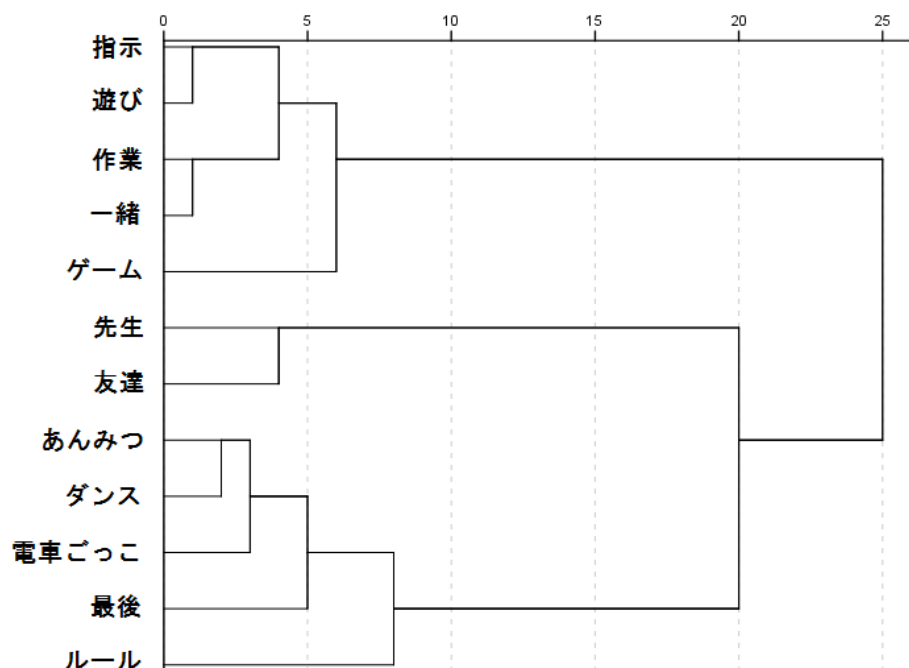 0 5 10 15 20 25
指示
遊び
作業
一緒
ゲーム
先生
友達
あんみつ
ダンス
電車ごっこ
最後
ルール